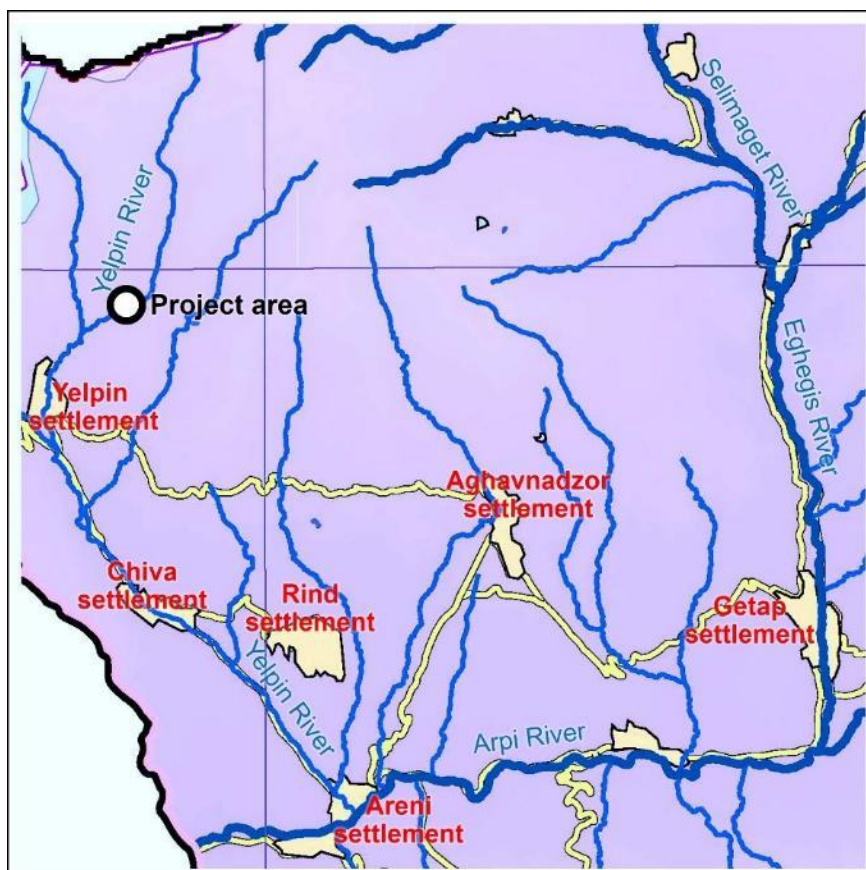 Selimaget River
Yelpin River
Project area
Eghegis River
Yelpin
settlement
Aghavnadzor
settlement
Chiva
settlement
Rind
settlement
Getap
settlement
Yelpin River
Arpi River
Areni
settlement